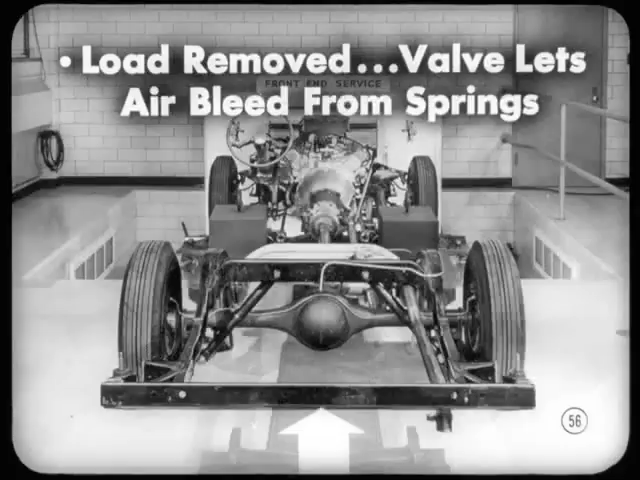 • Load Removed...Valve Lets
Air Bleed From Springs
FRONT END SERVICE
56